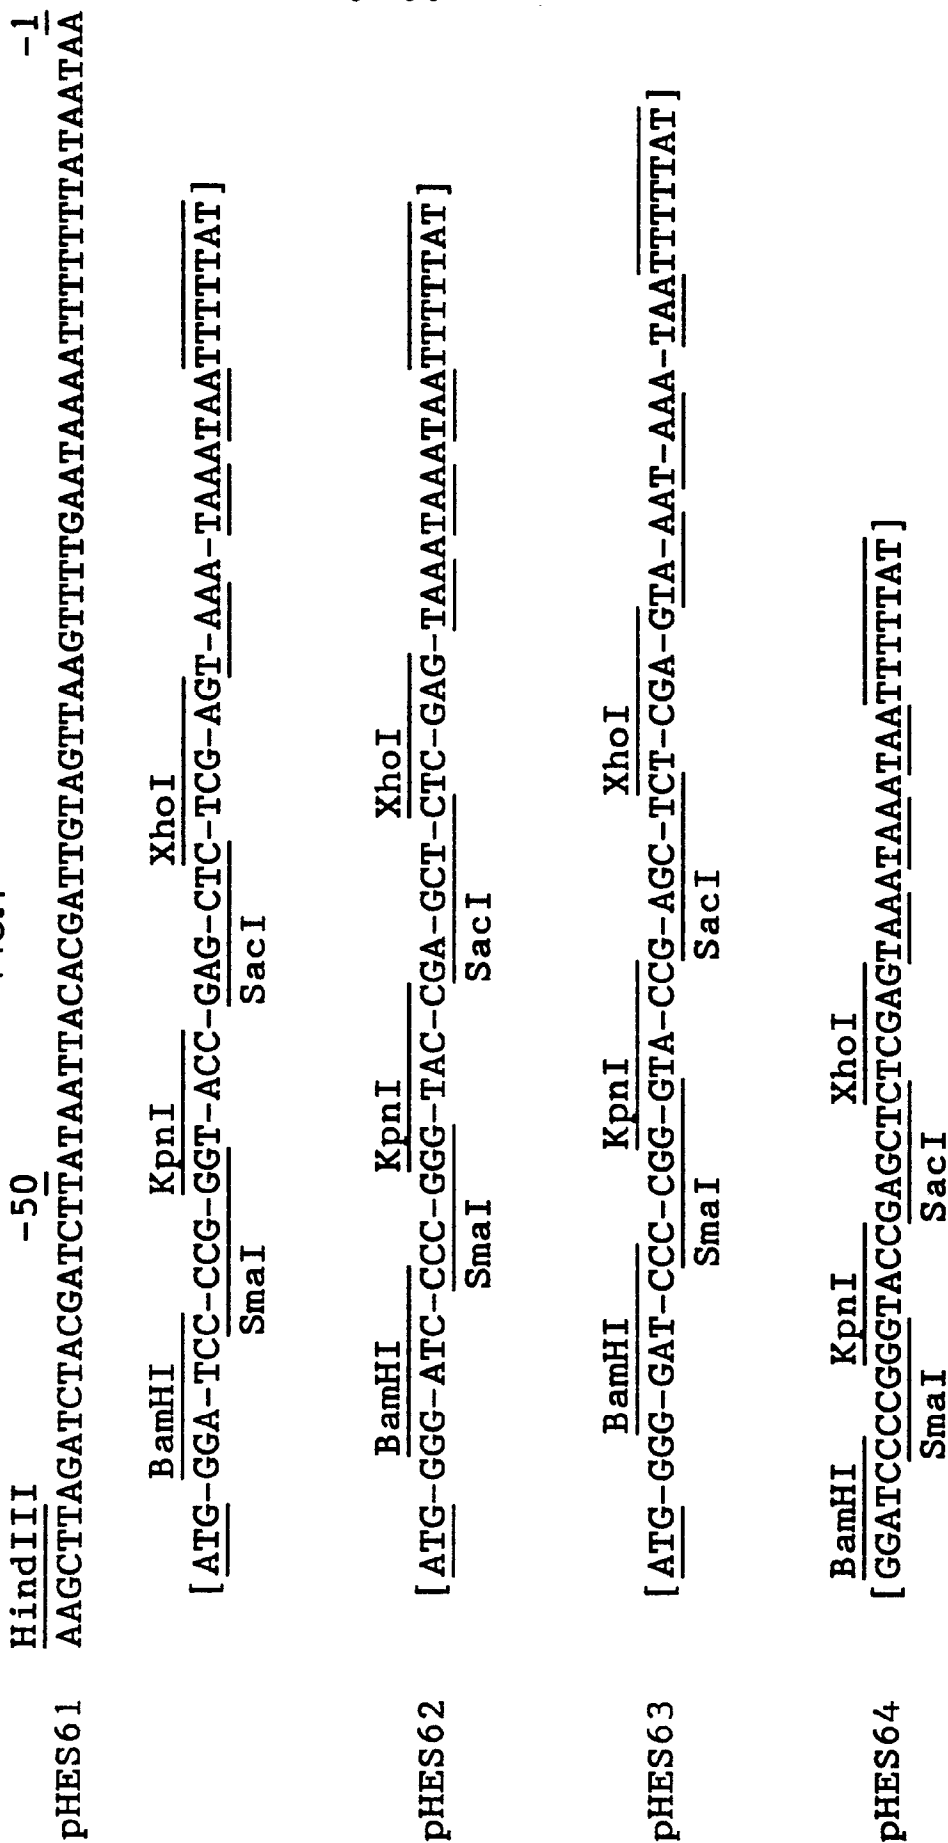 HindIII -50 -1
pHES61 AAGCTTAGATCTACGATCTTATAATTACACGATTGTAGTTAAGTTTTGAATAAAATTTTTTTATAATAA
BamHI KpnI XhoI
[ATG-GGA-TCC-CCG-GGT-ACC-GAG-CTC-TCG-AGT-AAA-TAAATAATTTTTAT]
SmaI SacI
BamHI KpnI XhoI
pHES62 [ATG-GGG-ATC-CCC-GGG-TAC-CGA-GCT-CTC-GAG-TAAATAAATAATTTTTAT]
SmaI SacI
BamHI KpnI XhoI
pHES63 [ATG-GGG-GAT-CCC-CGG-GTA-CCG-AGC-TCT-CGA-GTA-AAT-AAA-TAATTTTTAT]
SmaI SacI
BamHI KpnI XhoI
pHES64 [GGATCCCCGGGTACCGAGCTCTCGAGTAAATAAATAATTTTTAT]
SmaI SacI